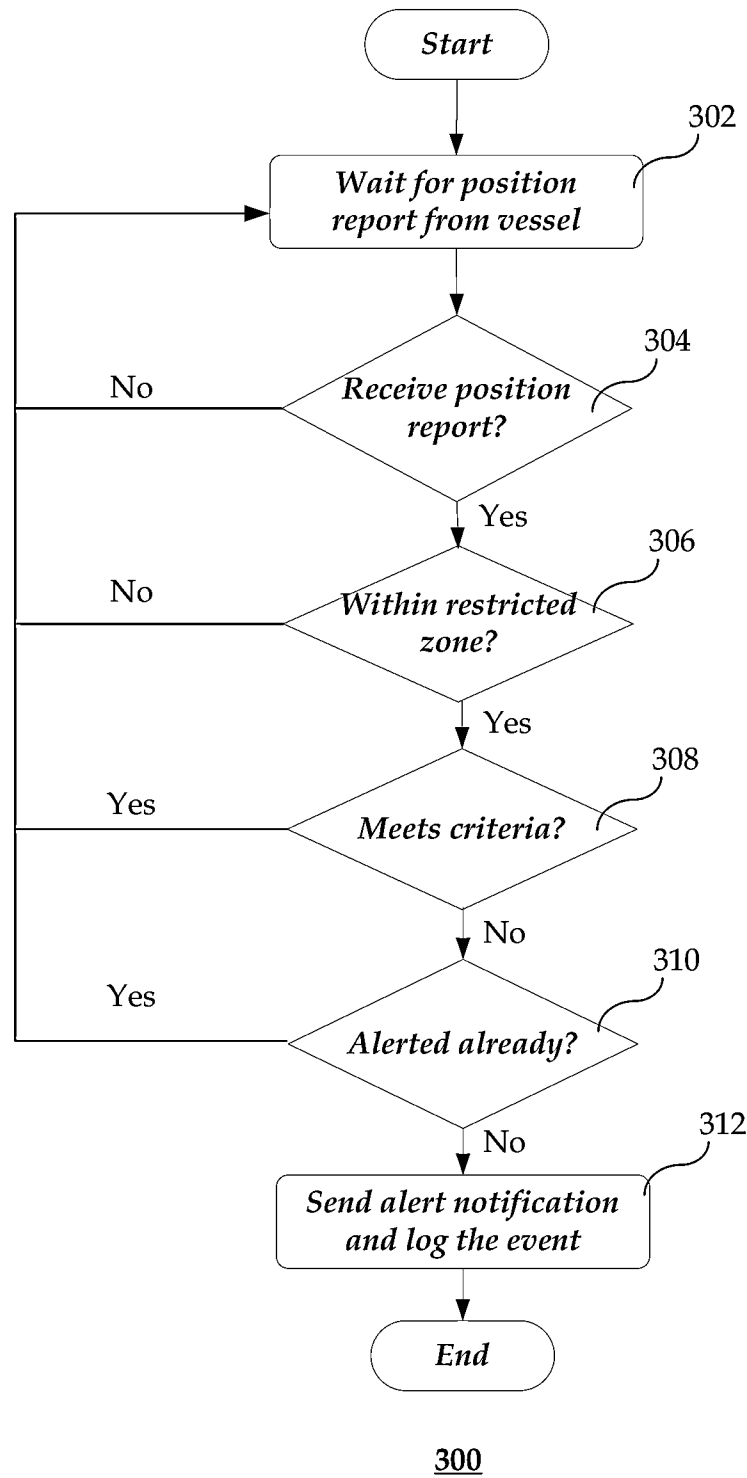 Start
302
Wait for position
report from vessel
304
No
Receive position
report?
Yes
306
No
Within restricted
zone?
Yes
308
Yes
Meets criteria?
No
310
Yes
Alerted already?
No
312
Send alert notification
and log the event
End
300